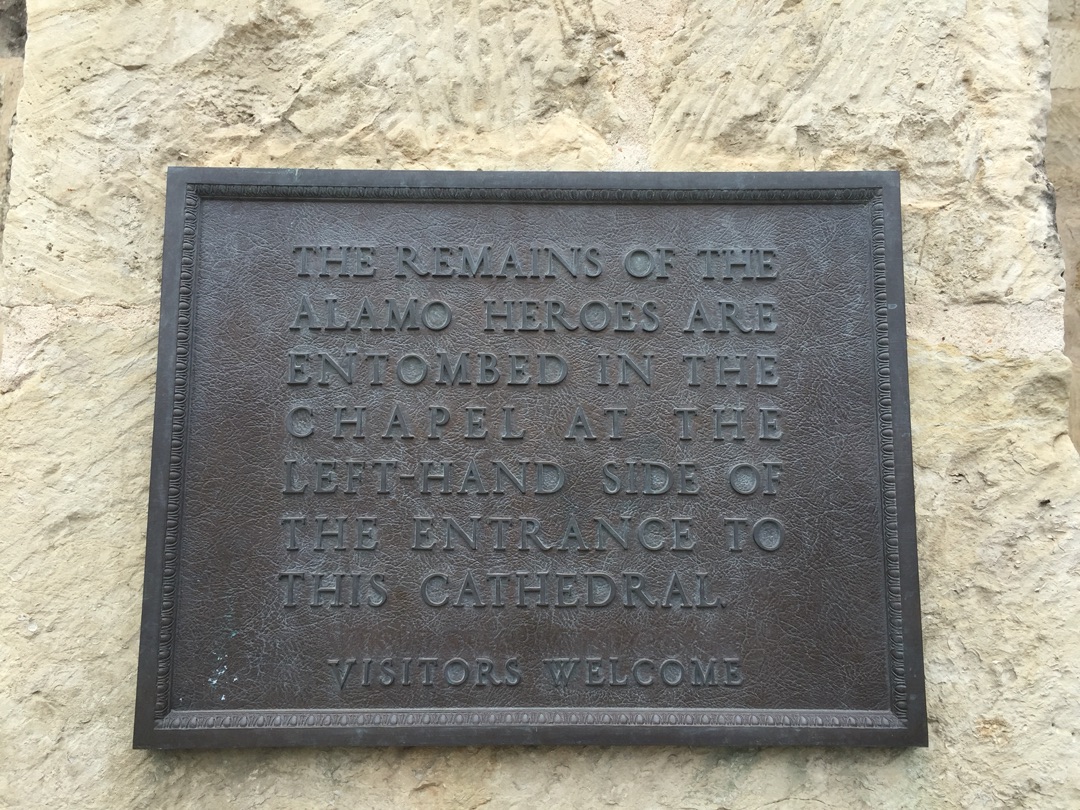 THE REMAINS OF THE
ALAMO HEROES ARE
ENTOMBED IN THE
CHAPEL AT THE
LEFT-HAND SIDE OF
THE ENTRANCE TO
THIS CATHEDRAL.
VISITORS WELCOME